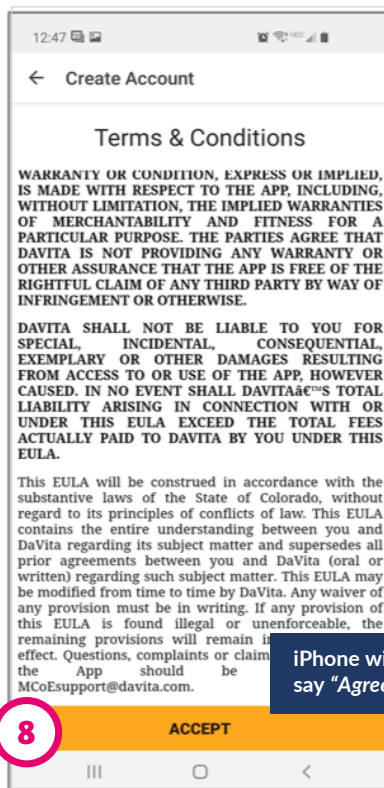 12:47
Create Account
Terms & Conditions
WARRANTY OR CONDITION, EXPRESS OR IMPLIED,
IS MADE WITH RESPECT TO THE APP, INCLUDING,
WITHOUT LIMITATION, THE IMPLIED WARRANTIES
OF MERCHANTABILITY AND FITNESS FOR A
PARTICULAR PURPOSE. THE PARTIES AGREE THAT
DAVITA IS NOT PROVIDING ANY WARRANTY OR
OTHER ASSURANCE THAT THE APP IS FREE OF THE
RIGHTFUL CLAIM OF ANY THIRD PARTY BY WAY OF
INFRINGEMENT OR OTHERWISE.
DAVITA SHALL NOT BE LIABLE TO YOU FOR
SPECIAL, INCIDENTAL, CONSEQUENTIAL,
EXEMPLARY OR OTHER DAMAGES RESULTING
FROM ACCESS TO OR USE OF THE APP, HOWEVER
CAUSED. IN NO EVENT SHALL DAVITAâ€™S TOTAL
LIABILITY ARISING IN CONNECTION WITH OR
UNDER THIS EULA EXCEED THE TOTAL FEES
ACTUALLY PAID TO DAVITA BY YOU UNDER THIS
EULA.
This EULA will be construed in accordance with the
substantive laws of the State of Colorado, without
regard to its principles of conflicts of law. This EULA
contains the entire understanding between you and
DaVita regarding its subject matter and supersedes all
prior agreements between you and DaVita (oral or
written) regarding such subject matter. This EULA may
be modified from time to time by DaVita. Any waiver of
any provision must be in writing. If any provision of
this EULA is found illegal or unenforceable, the
remaining provisions will remain
effect. Questions, complaints or claim
the App should be
MCoEsupport@davita.com.
iPhone wi
say "Agre
8
ACCEPT